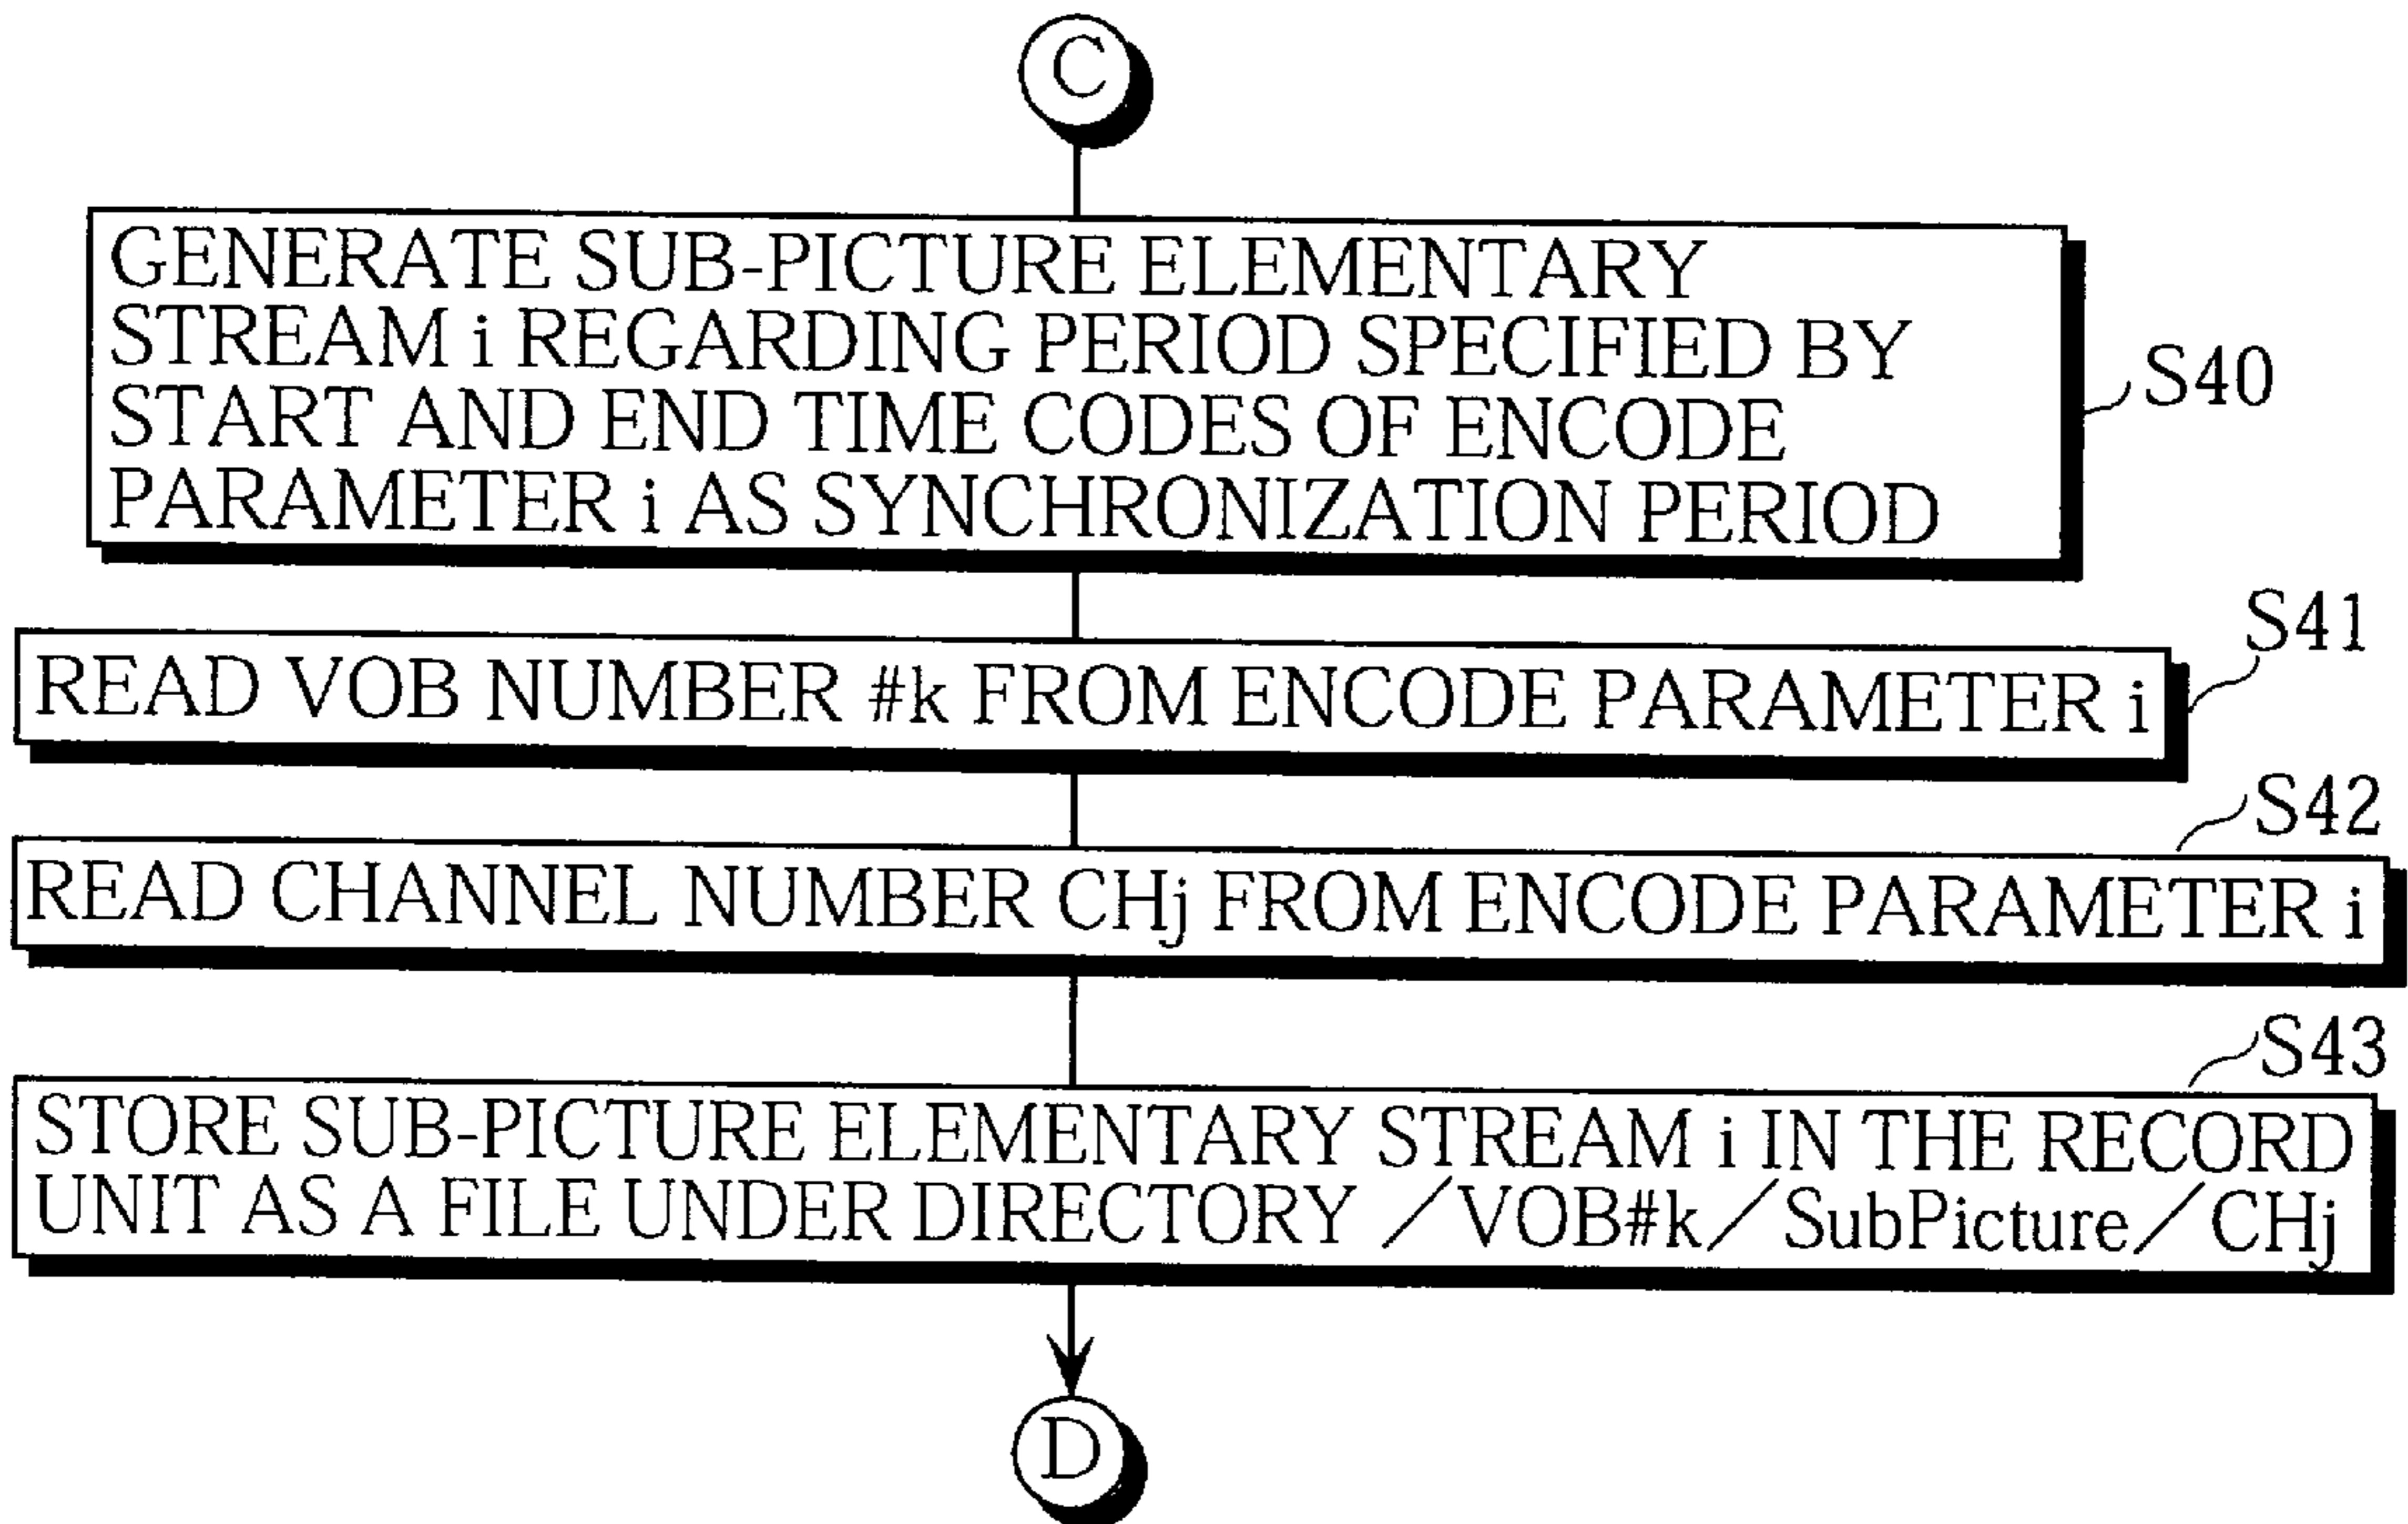 C
GENERATE SUB-PICTURE ELEMENTARY
STREAM i REGARDING PERIOD SPECIFIED BY
START AND END TIME CODES OF ENCODE
PARAMETER i AS SYNCHRONIZATION PERIOD
S40
READ VOB NUMBER #k FROM ENCODE PARAMETER i
S41
READ CHANNEL NUMBER CHj FROM ENCODE PARAMETER i
S42
STORE SUB-PICTURE ELEMENTARY STREAM i IN THE RECORD
UNIT AS A FILE UNDER DIRECTORY /VOB#k/SubPicture/CHj
S43
D